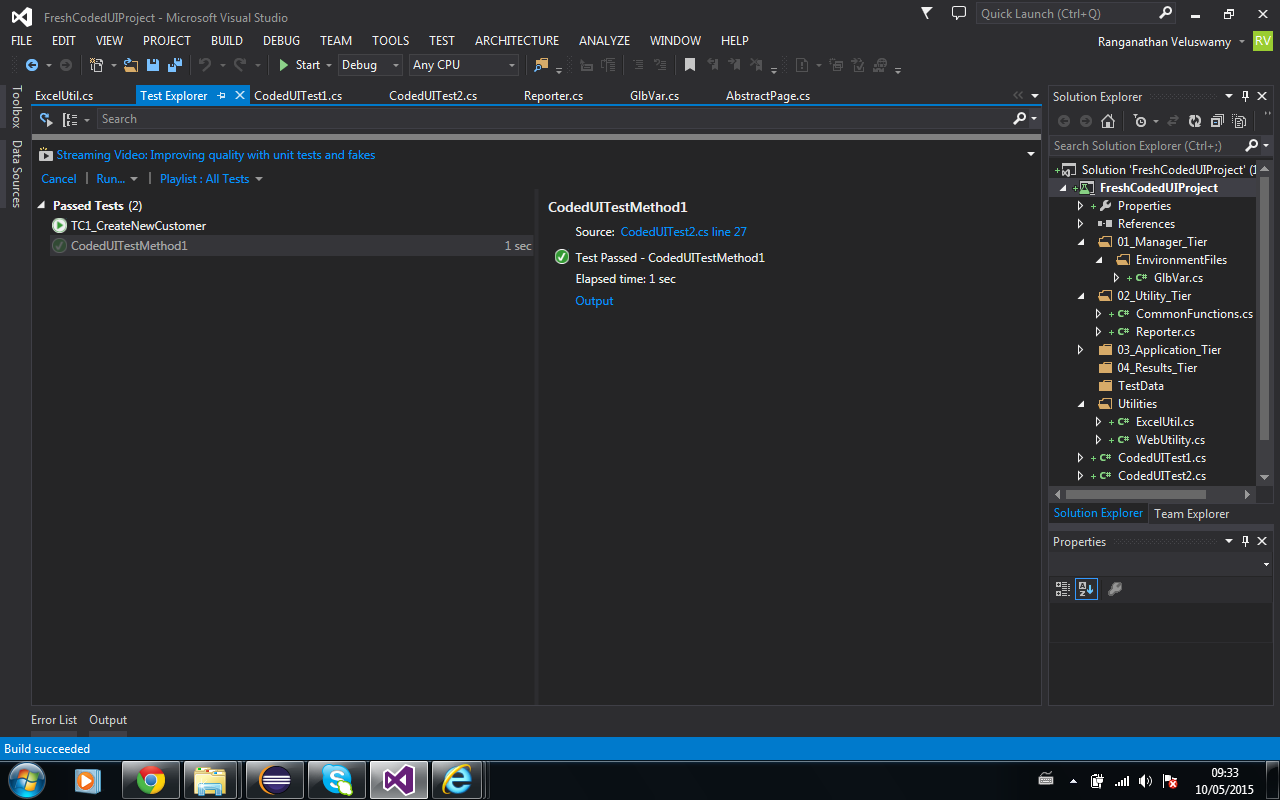 FreshCodedUIProject - Microsoft Visual Studio
Quick Launch (Ctrl+Q)
FILE EDIT VIEW PROJECT BUILD DEBUG TEAM TOOLS TEST ARCHITECTURE ANALYZE WINDOW HELP
Ranganathan Veluswamy RV
Start Debug Any CPU
Toolbox
Data Sources
ExcelUtil.cs Test Explorer CodedUITest1.cs CodedUITest2.cs Reporter.cs GlbVar.cs AbstractPage.cs
Search
Streaming Video: Improving quality with unit tests and fakes
Cancel | Run... | Playlist : All Tests
Passed Tests (2)
TC1_CreateNewCustomer
CodedUITestMethod1 1 sec
CodedUITestMethod1
Source: CodedUITest2.cs line 27
Test Passed - CodedUITestMethod1
Elapsed time: 1 sec
Output
Solution Explorer
Search Solution Explorer (Ctrl+;)
Solution 'FreshCodedUIProject' (1
FreshCodedUIProject
Properties
References
01_Manager_Tier
EnvironmentFiles
C# GlbVar.cs
02_Utility_Tier
C# CommonFunctions.cs
C# Reporter.cs
03_Application_Tier
04_Results_Tier
TestData
Utilities
C# ExcelUtil.cs
C# WebUtility.cs
C# CodedUITest1.cs
C# CodedUITest2.cs
Solution Explorer Team Explorer
Properties
Error List Output
Build succeeded
09:33
10/05/2015